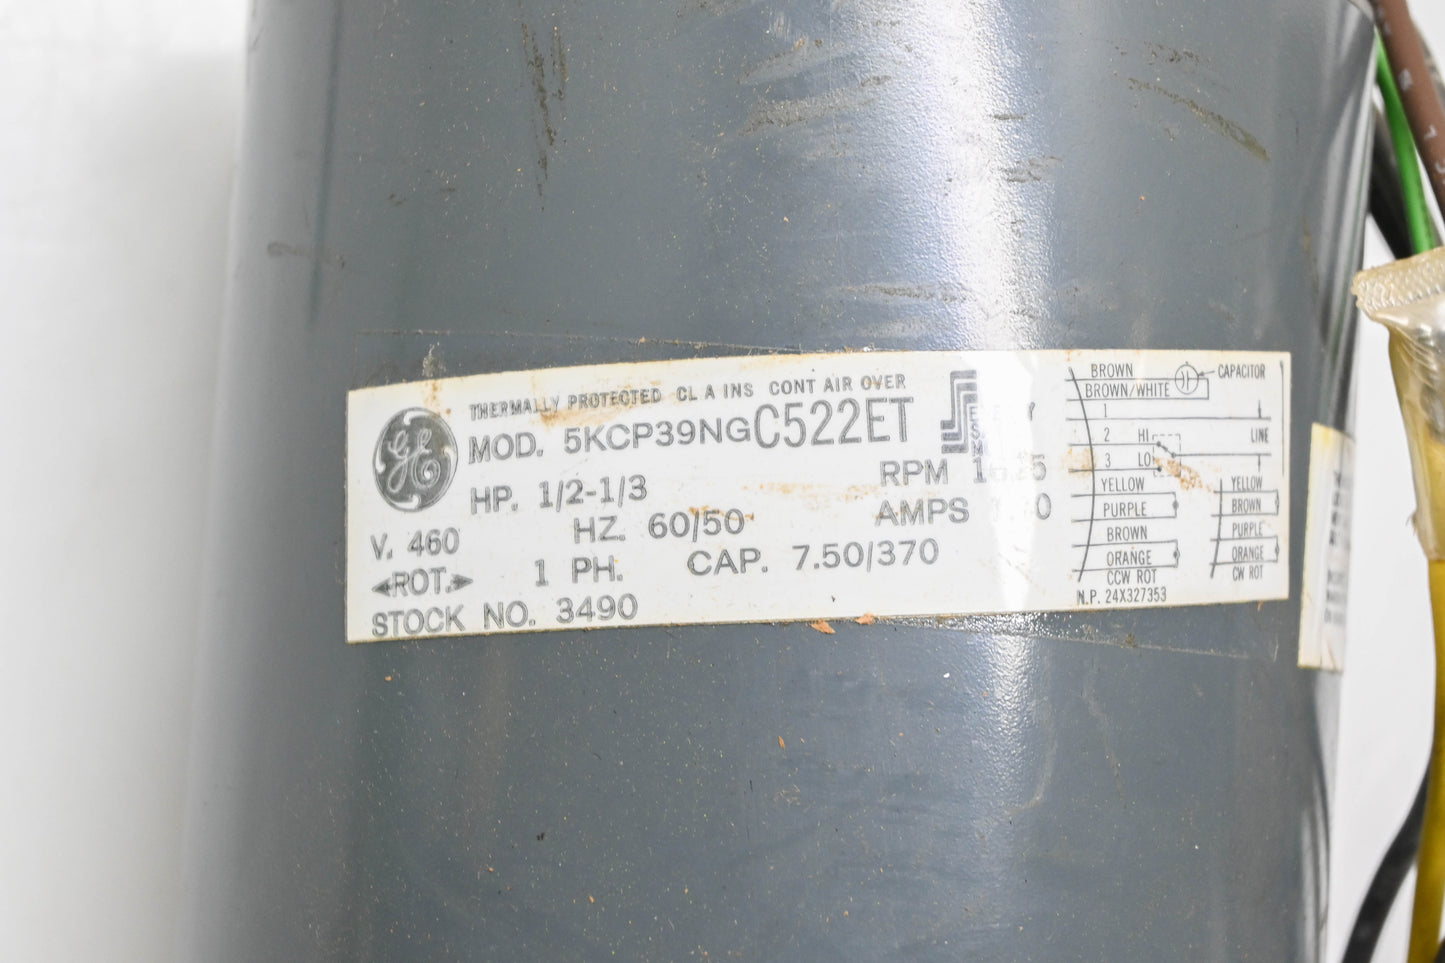 THERMALLY PROTECTED CL A INS CONT AIR OVER
GE
MOD. 5KCP39NGC522ET
HP. 1/2-1/3 RPM
V. 460 HZ. 60/50 AMPS
◄ROT.► 1 PH. CAP. 7.50/370
STOCK NO. 3490
BROWN CAPACITOR
BROWN/WHITE
1
2 HI LINE
3 LO
YELLOW YELLOW
PURPLE BROWN
BROWN PURPLE
ORANGE ORANGE
CCW ROT CW ROT
N.P. 24X327353